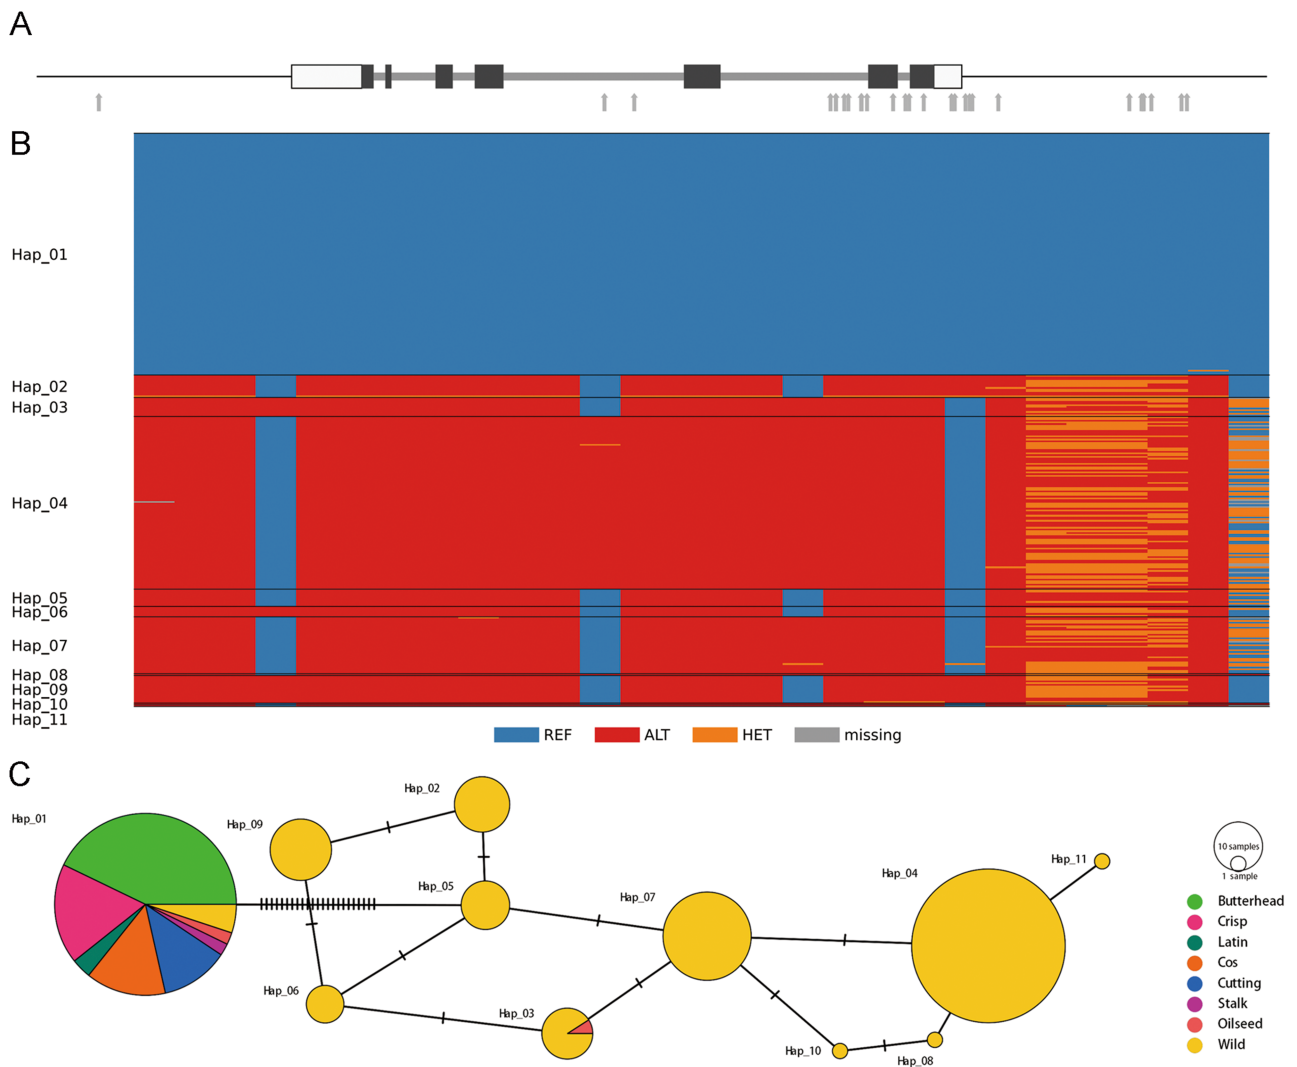 A
B
Hap_01
Hap_02
Hap_03
Hap_04
Hap_05
Hap_06
Hap_07
Hap_08
Hap_09
Hap_10
Hap_11
REF ALT HET missing
C
Hap_01
Hap_09
Hap_02
Hap_05
Hap_06
Hap_03
Hap_07
Hap_04
Hap_11
Hap_10
Hap_08
10 samples
1 sample
Butterhead
Crisp
Latin
Cos
Cutting
Stalk
Oilseed
Wild